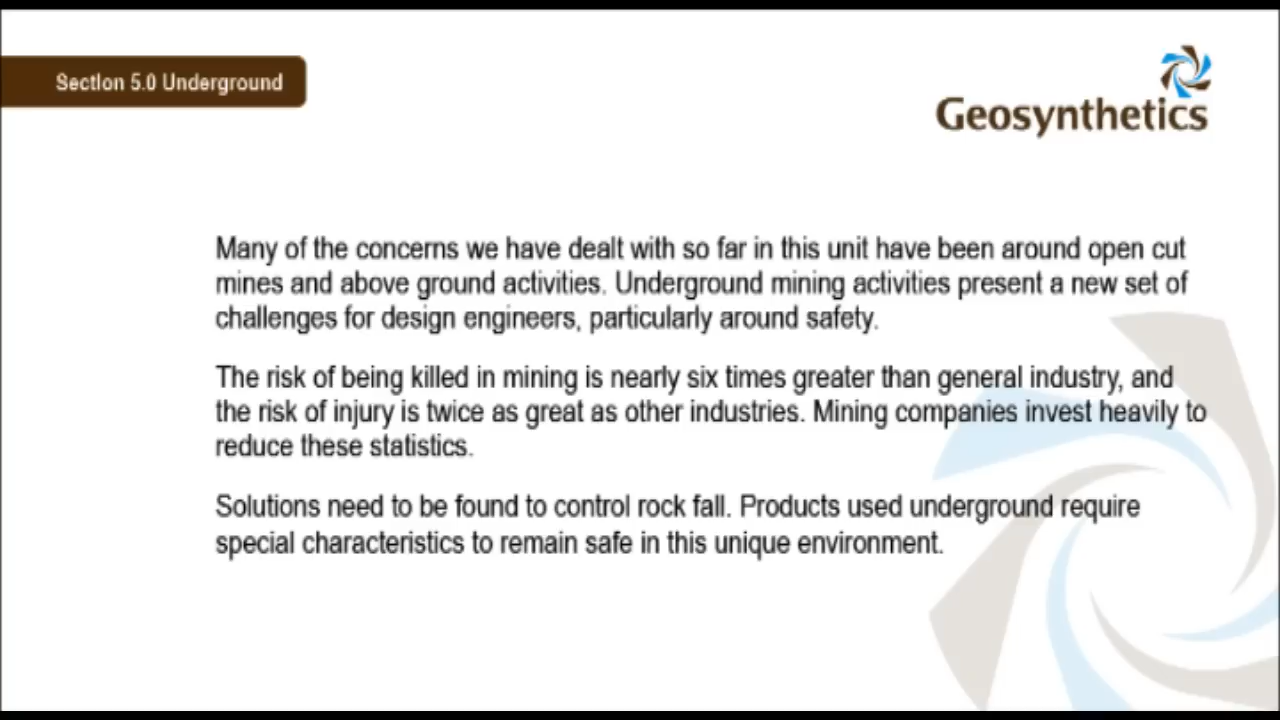 Section 5.0 Underground
Geosynthetics
Many of the concerns we have dealt with so far in this unit have been around open cut
mines and above ground activities. Underground mining activities present a new set of
challenges for design engineers, particularly around safety.
The risk of being killed in mining is nearly six times greater than general industry, and
the risk of injury is twice as great as other industries. Mining companies invest heavily to
reduce these statistics.
Solutions need to be found to control rock fall. Products used underground require
special characteristics to remain safe in this unique environment.